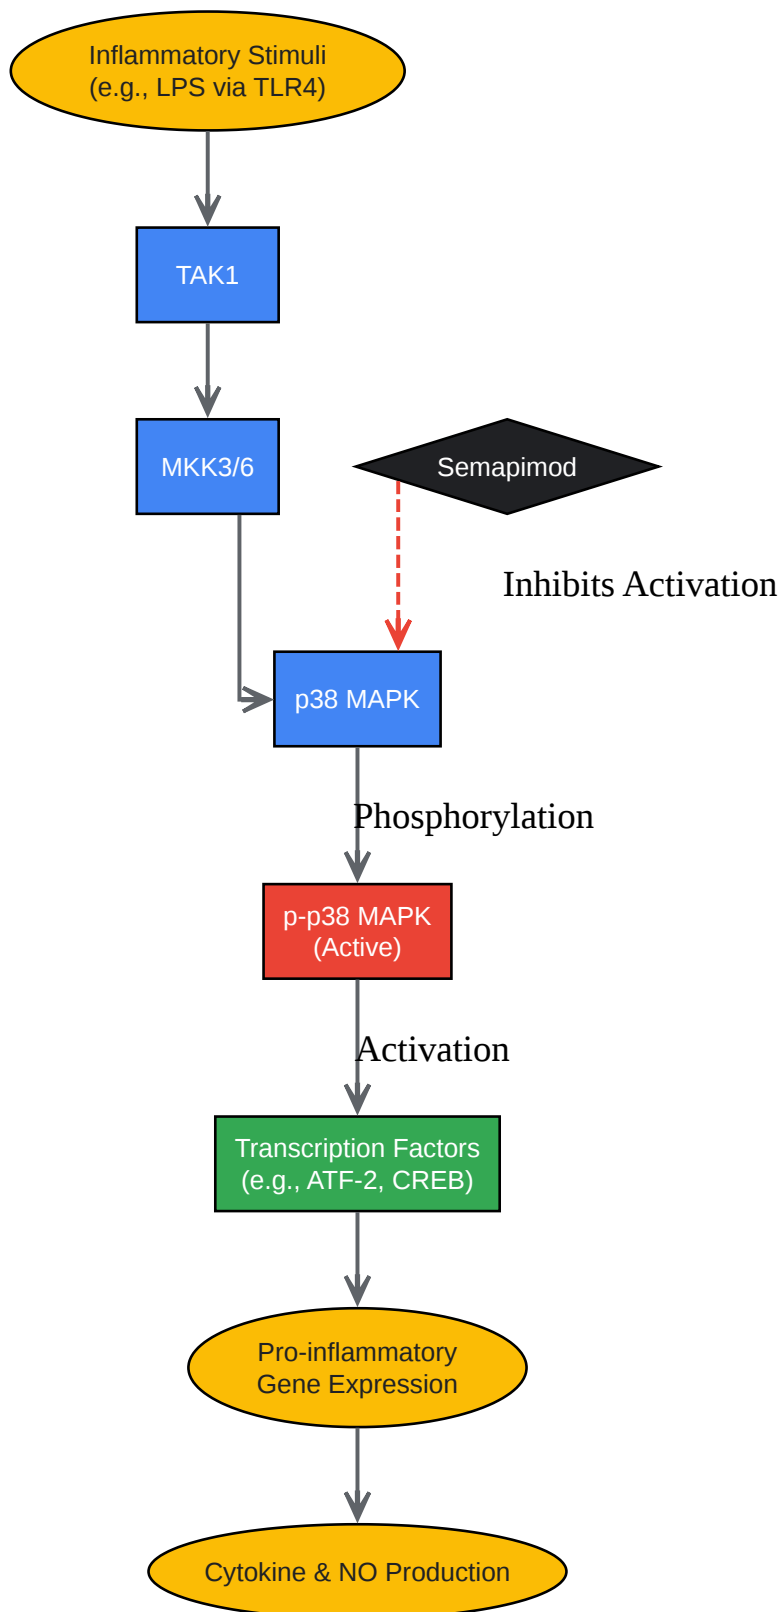 Inflammatory Stimuli
(e.g., LPS via TLR4)
TAK1
MKK3/6
Semapimod
Inhibits Activation
p38 MAPK
Phosphorylation
p-p38 MAPK
(Active)
Activation
Transcription Factors
(e.g., ATF-2, CREB)
Pro-inflammatory
Gene Expression
Cytokine & NO Production